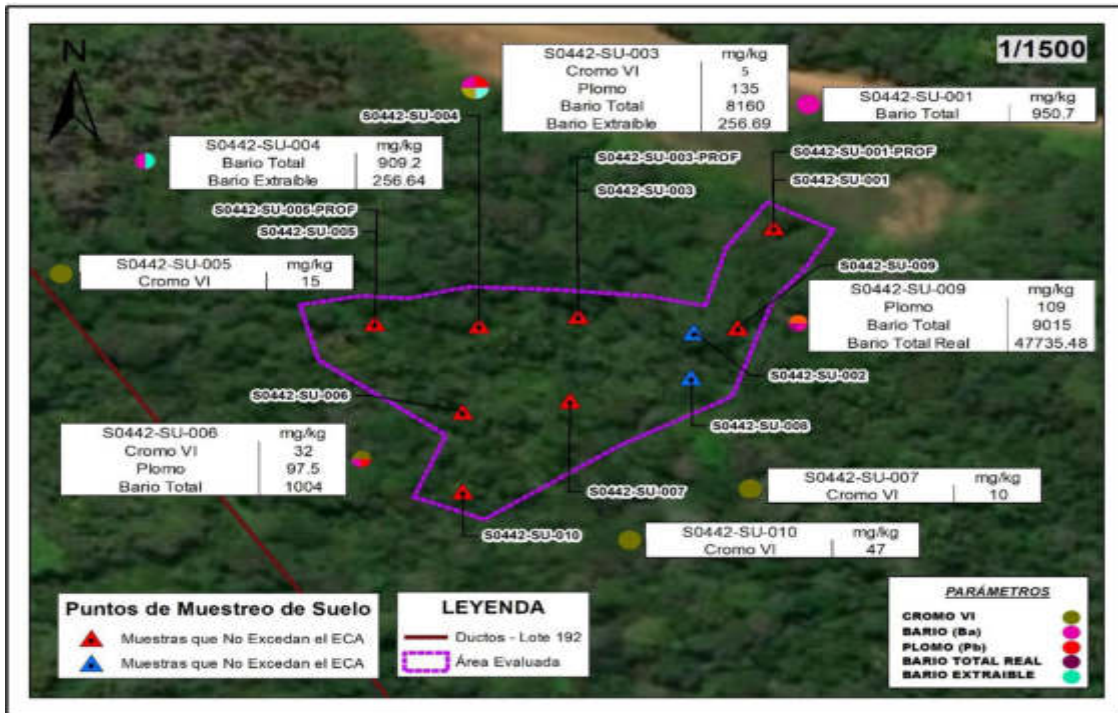 N
1/1500
S0442-SU-003 mg/kg
Cromo VI 5
Plomo 135
Bario Total 8160
Bario Extraíble 256.69
S0442-SU-001 mg/kg
Bario Total 950.7
S0442-SU-004
S0442-SU-004 mg/kg
Bario Total 909.2
Bario Extraíble 256.64
S0442-SU-003-PROF
S0442-SU-003
S0442-SU-001-PROF
S0442-SU-001
S0442-SU-005-PROF
S0442-SU-005
S0442-SU-005 mg/kg
Cromo VI 15
S0442-SU-009
S0442-SU-009 mg/kg
Plomo 109
Bario Total 9015
Bario Total Real 47735.48
S0442-SU-002
S0442-SU-006
S0442-SU-008
S0442-SU-006 mg/kg
Cromo VI 32
Plomo 97.5
Bario Total 1004
S0442-SU-007
S0442-SU-007 mg/kg
Cromo VI 10
S0442-SU-010
S0442-SU-010 mg/kg
Cromo VI 47
Puntos de Muestreo de Suelo
Muestras que No Excedan el ECA
Muestras que No Excedan el ECA
LEYENDA
Ductos - Lote 192
Área Evaluada
PARÁMETROS
CROMO VI
BARIO (Ba)
PLOMO (Pb)
BARIO TOTAL REAL
BARIO EXTRAIBLE